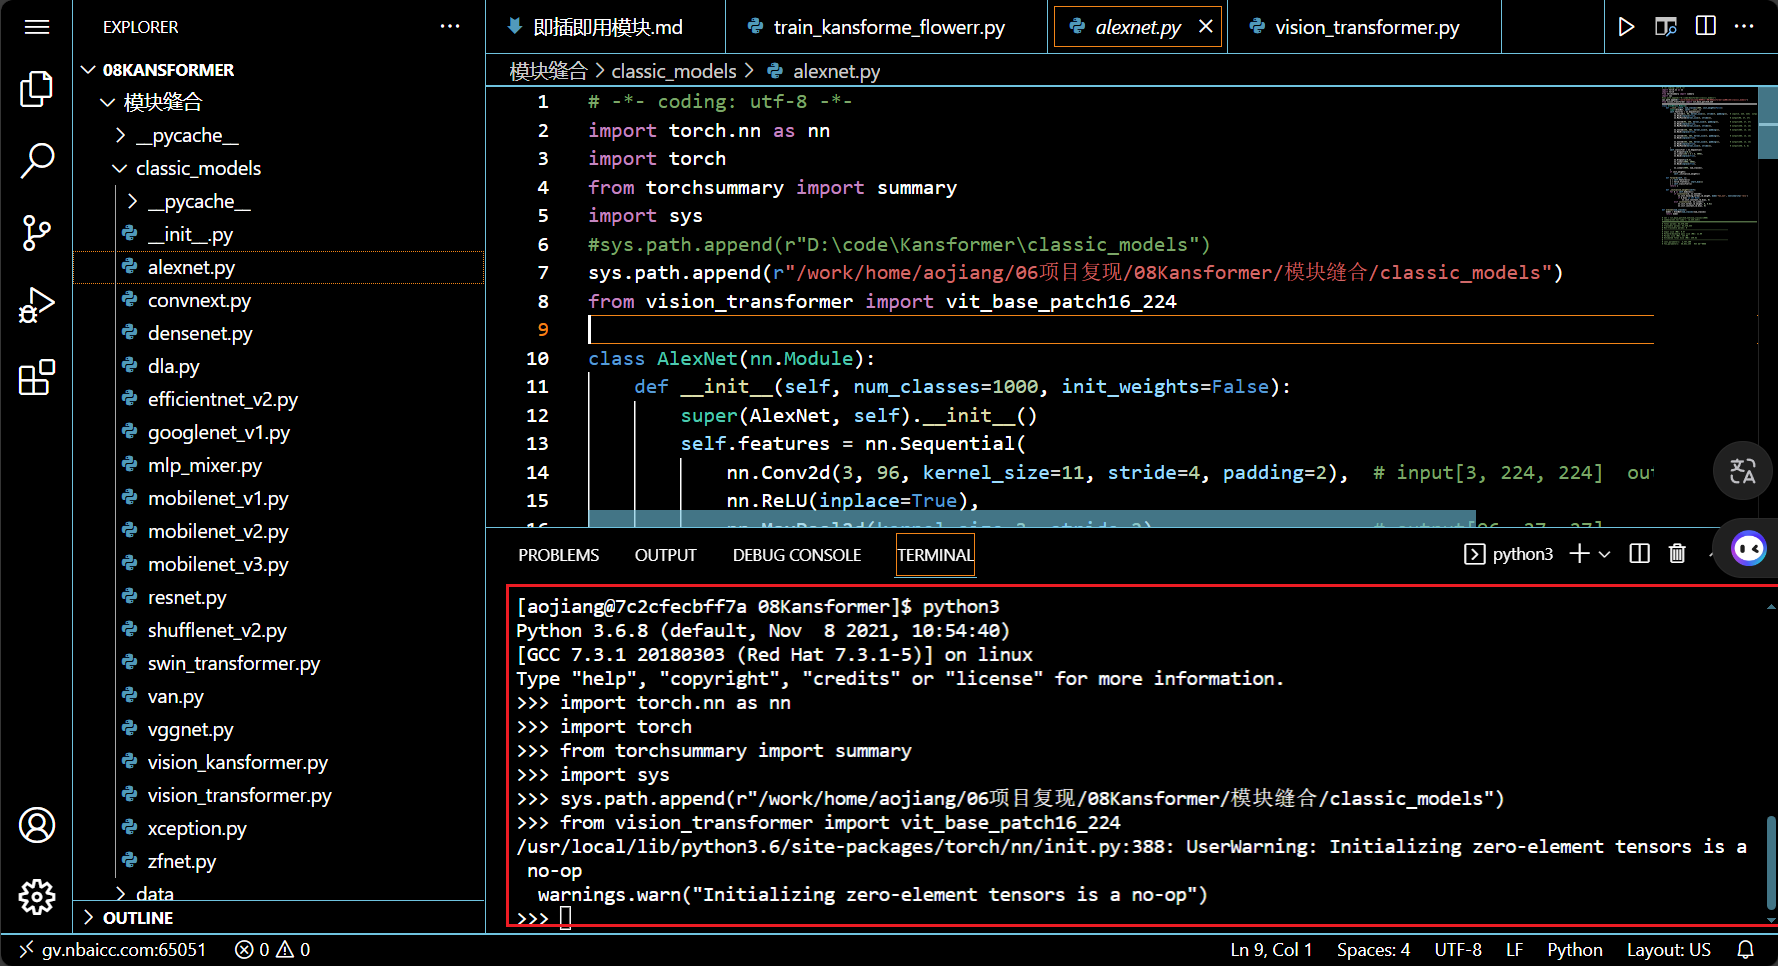 EXPLORER
08KANSFORMER
模块缝合
__pycache__
classic_models
__pycache__
__init__.py
alexnet.py
convnext.py
densenet.py
dla.py
efficientnet_v2.py
googlenet_v1.py
mlp_mixer.py
mobilenet_v1.py
mobilenet_v2.py
mobilenet_v3.py
resnet.py
shufflenet_v2.py
swin_transformer.py
van.py
vggnet.py
vision_kansformer.py
vision_transformer.py
xception.py
zfnet.py
data
OUTLINE
即插即用模块.md train_kansforme_flowerr.py alexnet.py vision_transformer.py
模块缝合 > classic_models > alexnet.py
1 # -*- coding: utf-8 -*-
2 import torch.nn as nn
3 import torch
4 from torchsummary import summary
5 import sys
6 #sys.path.append(r"D:\code\Kansformer\classic_models")
7 sys.path.append(r"/work/home/aojiang/06项目复现/08Kansformer/模块缝合/classic_models")
8 from vision_transformer import vit_base_patch16_224
9
10 class AlexNet(nn.Module):
11 def __init__(self, num_classes=1000, init_weights=False):
12 super(AlexNet, self).__init__()
13 self.features = nn.Sequential(
14 nn.Conv2d(3, 96, kernel_size=11, stride=4, padding=2), # input[3, 224, 224] ou
15 nn.ReLU(inplace=True),
PROBLEMS OUTPUT DEBUG CONSOLE TERMINAL python3
[aojiang@7c2cfecbff7a 08Kansformer]$ python3
Python 3.6.8 (default, Nov  8 2021, 10:54:40)
[GCC 7.3.1 20180303 (Red Hat 7.3.1-5)] on linux
Type "help", "copyright", "credits" or "license" for more information.
>>> import torch.nn as nn
>>> import torch
>>> from torchsummary import summary
>>> import sys
>>> sys.path.append(r"/work/home/aojiang/06项目复现/08Kansformer/模块缝合/classic_models")
>>> from vision_transformer import vit_base_patch16_224
/usr/local/lib/python3.6/site-packages/torch/nn/init.py:388: UserWarning: Initializing zero-element tensors is a
no-op
warnings.warn("Initializing zero-element tensors is a no-op")
>>>
gv.nbaicc.com:65051 0 0 Ln 9, Col 1 Spaces: 4 UTF-8 LF Python Layout: US